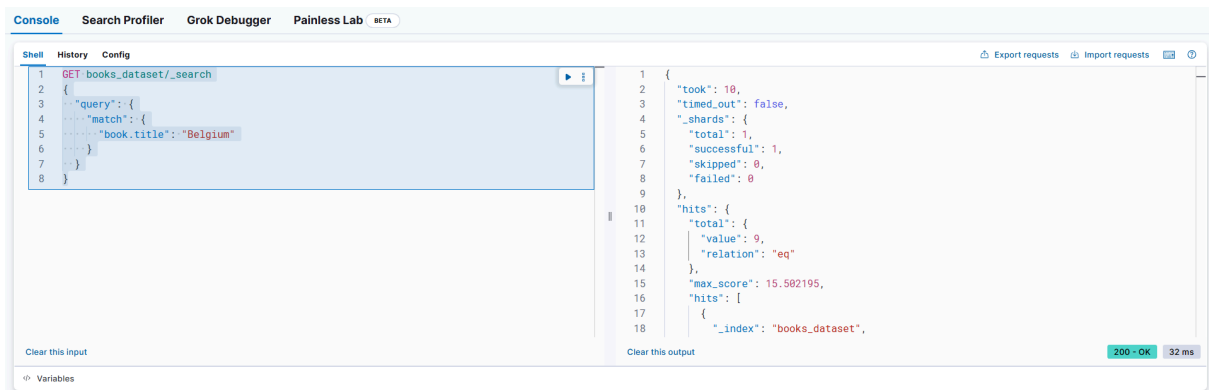 Console Search Profiler Grok Debugger Painless Lab BETA
Shell History Config Export requests Import requests
1 GET books_dataset/_search
2 {
3 "query": {
4 "match": {
5 "book.title": "Belgium"
6 }
7 }
8 }
1 {
2 "took": 10,
3 "timed_out": false,
4 "_shards": {
5 "total": 1,
6 "successful": 1,
7 "skipped": 0,
8 "failed": 0
9 },
10 "hits": {
11 "total": {
12 "value": 9,
13 "relation": "eq"
14 },
15 "max_score": 15.502195,
16 "hits": [
17 {
18 "_index": "books_dataset",
Clear this input
Clear this output 200 - OK 32 ms
</> Variables